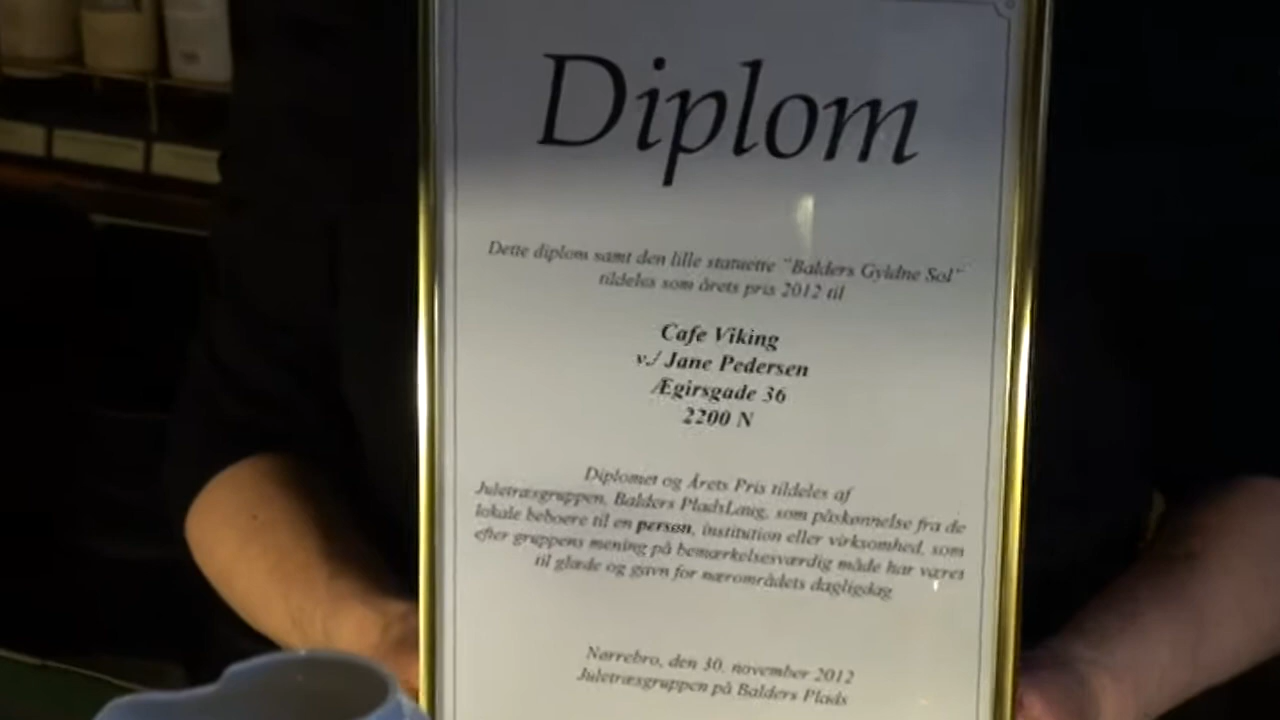 Diplom
Dette diplom samt den lille statuette "Balders Gyldne Sol"
tildeles som årets pris 2012 til
Cafe Viking
v./ Jane Pedersen
Ægirsgade 36
2200 N
Diplomet og Årets Pris tildeles af
Juletræsgruppen, Balders PladsLaug, som påskønnelse fra de
lokale beboere til en person, institution eller virksomhed, som
efter gruppens mening på bemærkelsesværdig måde har været
til glæde og gavn for nærområdets dagligdag
Nørrebro, den 30. november 2012
Juletræsgruppen på Balders Plads